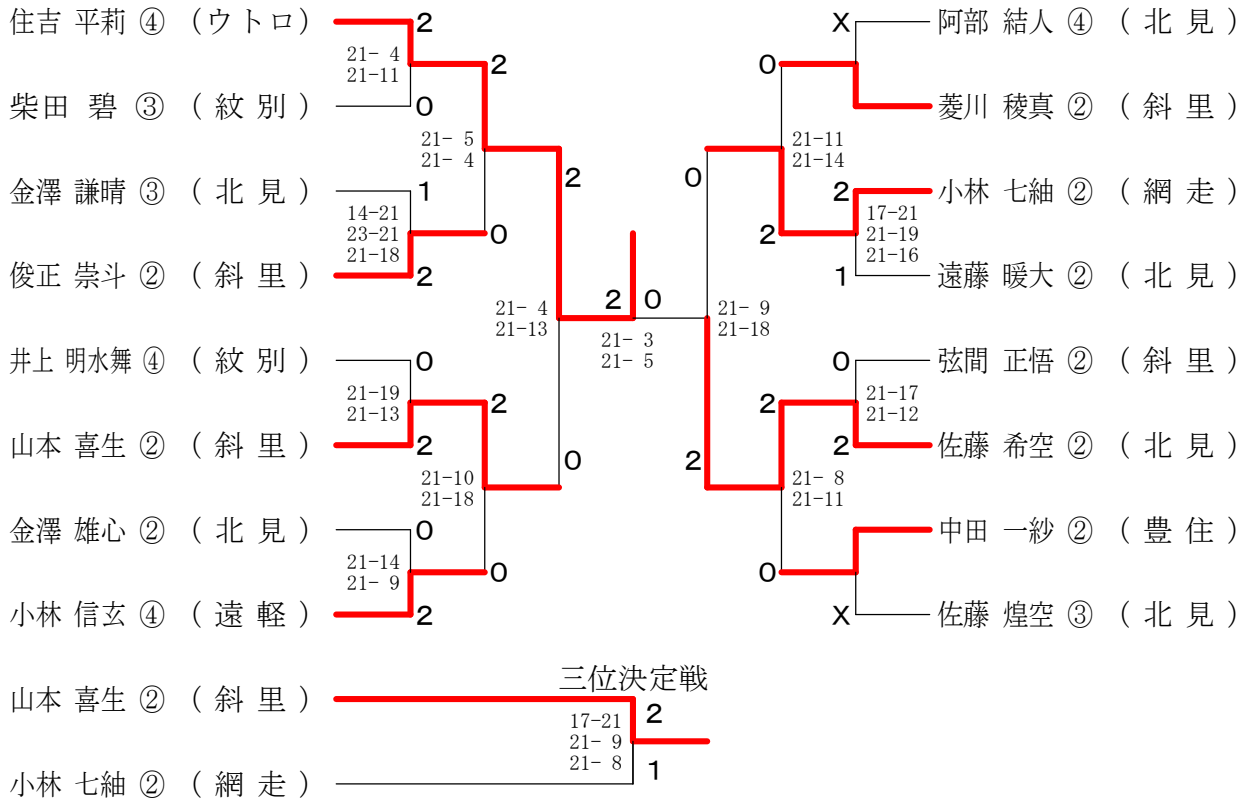 住吉 平莉 ④ （ウトロ）
2
21- 4
21-11
2
柴田 碧 ③ （紋別）
0
21- 5
21- 4
2
金澤 謙晴 ③ （北見）
1
14-21
23-21
21-18
0
俊正 崇斗 ② （斜里）
2
21- 4
21-13
井上 明水舞 ④ （紋別）
0
21-19
21-13
2
山本 喜生 ② （斜里）
2
0
21-10
21-18
金澤 雄心 ② （北見）
0
21-14
21- 9
0
小林 信玄 ④ （遠軽）
2
2 0
21- 3
21- 5
X
阿部 結人 ④ （北見）
0
菱川 稜真 ② （斜里）
21-11
21-14
0
2
小林 七紬 ② （網走）
17-21
21-19
21-16
2
1
遠藤 暖大 ② （北見）
21- 9
21-18
0
弦間 正悟 ② （斜里）
21-17
21-12
2
2
佐藤 希空 ② （北見）
2
21- 8
21-11
中田 一紗 ② （豊住）
0
X
佐藤 煌空 ③ （北見）
三位決定戦
山本 喜生 ② （斜里）
2
17-21
21- 9
21- 8
1
小林 七紬 ② （網走）